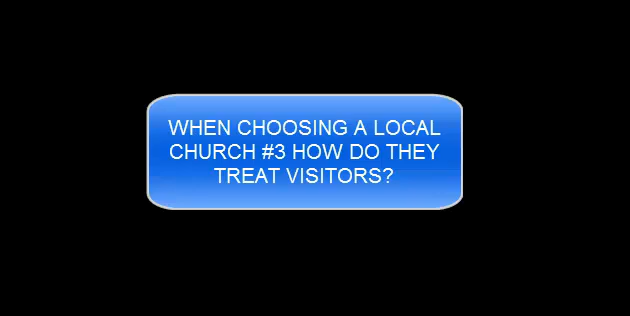 WHEN CHOOSING A LOCAL
CHURCH #3 HOW DO THEY
TREAT VISITORS?